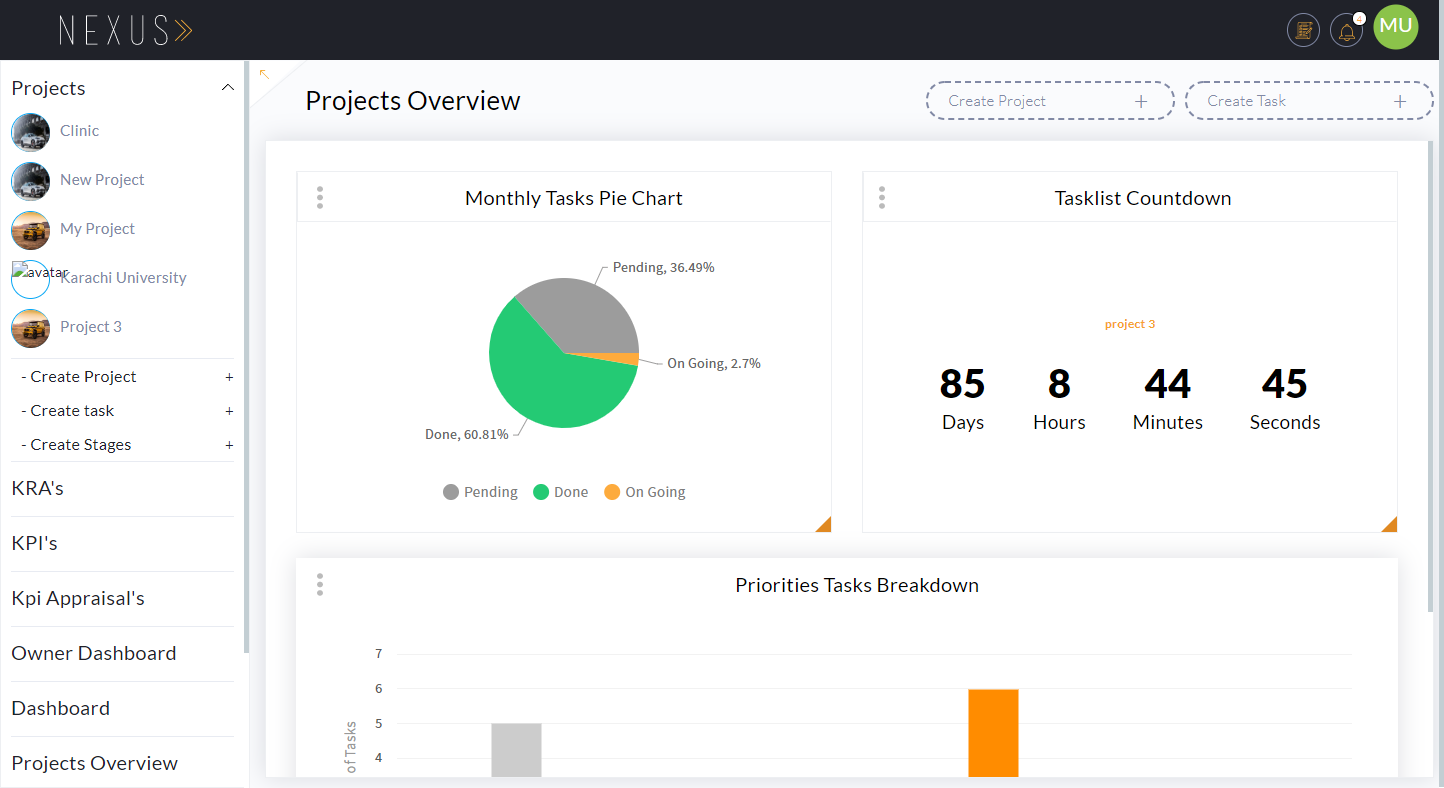 NEXUS
4
MU
Projects
Clinic
New Project
My Project
avatar
Karachi University
Project 3
- Create Project +
- Create task +
- Create Stages +
KRA's
KPI's
Kpi Appraisal's
Owner Dashboard
Dashboard
Projects Overview
Projects Overview
Create Project +
Create Task +
Monthly Tasks Pie Chart
Pending, 36.49%
On Going, 2.7%
Done, 60.81%
Pending Done On Going
Tasklist Countdown
project 3
85 8 44 45
Days Hours Minutes Seconds
Priorities Tasks Breakdown
7
6
5
4
of Tasks